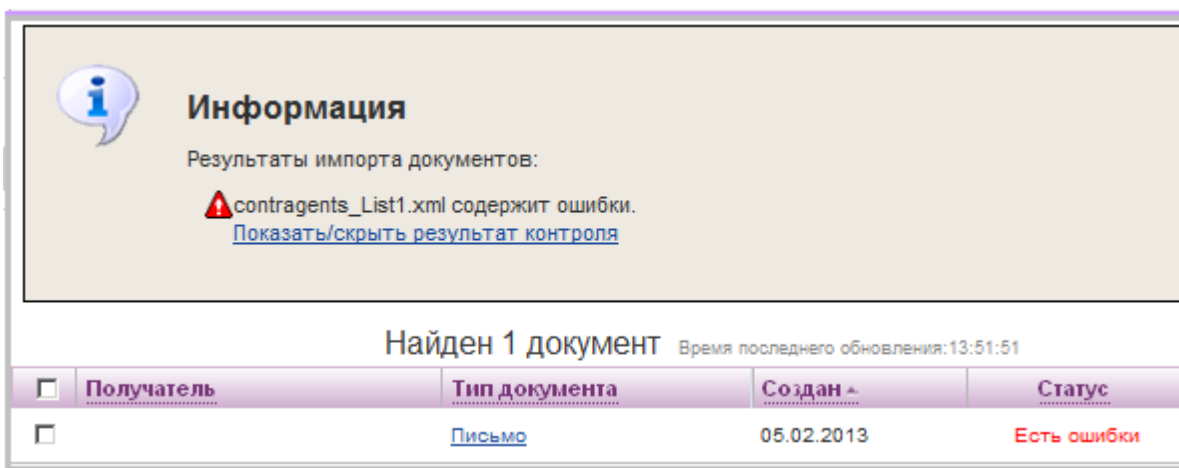 Информация
Результаты импорта документов:
contragents_List1.xml содержит ошибки.
Показать/скрыть результат контроля
Найден 1 документ Время последнего обновления:13:51:51
Получатель Тип документа Создан Статус
Письмо 05.02.2013 Есть ошибки